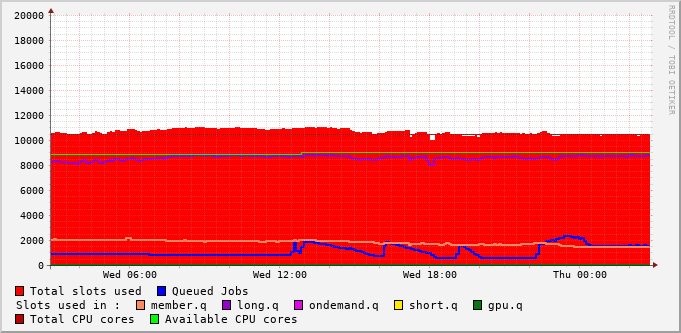 20000
18000
16000
14000
12000
10000
8000
6000
4000
2000
0
Wed 06:00 Wed 12:00 Wed 18:00 Thu 00:00
RRDTOOL / TOBI OETIKER
Total slots used Queued Jobs
Slots used in : member.q long.q ondemand.q short.q gpu.q
Total CPU cores Available CPU cores